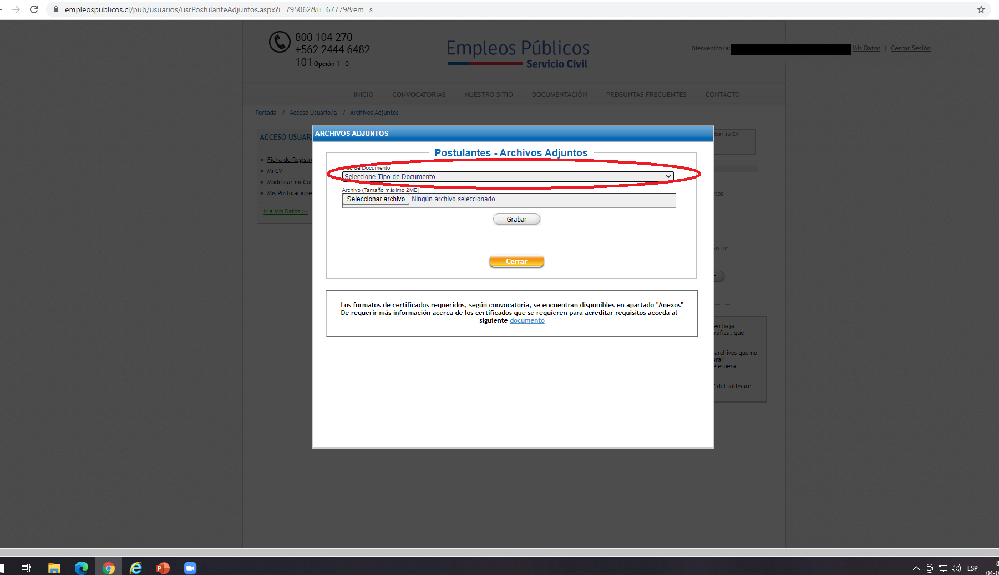 empleospublicos.cl/pub/usuarios/usrPostulanteAdjuntos.aspx?i=795062&ii=67779&em=s
800 104 270
+562 2444 6482
101 Opción 1 - 0
Empleos Públicos
Servicio Civil
Bienvenido/a: Mis Datos | Cerrar Sesión
INICIO CONVOCATORIAS NUESTRO SITIO DOCUMENTACIÓN PREGUNTAS FRECUENTES CONTACTO
Portada / Acceso Usuario/a / Archivos Adjuntos
ACCESO USUAR
Ficha de Registr
Mi CV
Modificar mi Con
Mis Postulacione
Ir a Mis Datos >>
ARCHIVOS ADJUNTOS
Postulantes - Archivos Adjuntos
Tipo de Documento
Seleccione Tipo de Documento
Archivo (Tamaño máximo 2MB)
Seleccionar archivo Ningún archivo seleccionado
Grabar
Cerrar
Los formatos de certificados requeridos, según convocatoria, se encuentran disponibles en apartado "Anexos"
De requerir más información acerca de los certificados que se requieren para acreditar requisitos acceda al
siguiente documento
icar su CV
tos
as de
en baja
ráfica, que
archivos que no
rar
e espera
' del software
ESP
8
04-0